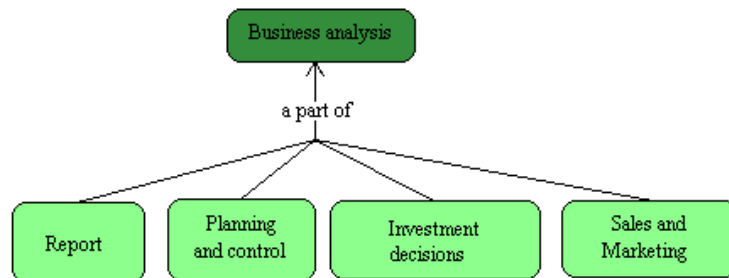 Business analysis
a part of
Report
Planning
and control
Investment
decisions
Sales and
Marketing